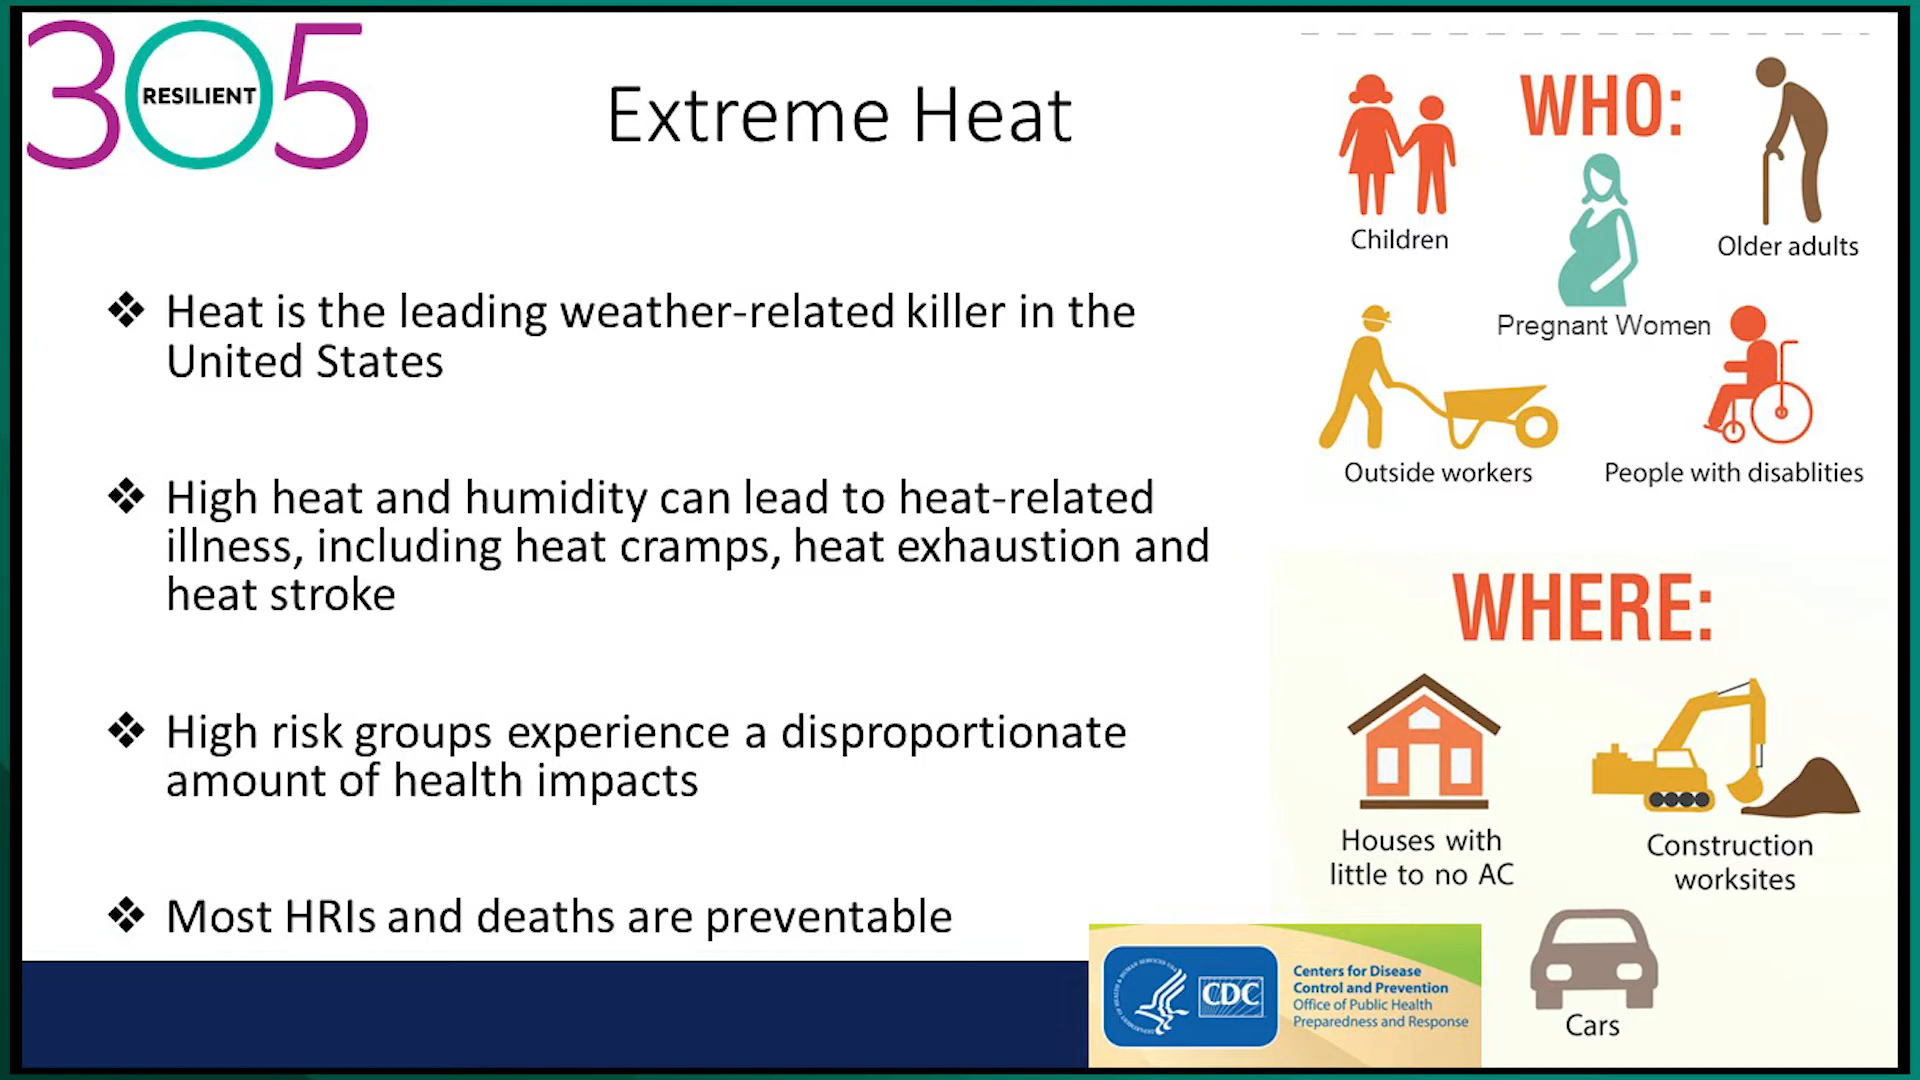 305
RESILIENT
Extreme Heat
❖ Heat is the leading weather-related killer in the
United States
❖ High heat and humidity can lead to heat-related
illness, including heat cramps, heat exhaustion and
heat stroke
❖ High risk groups experience a disproportionate
amount of health impacts
❖ Most HRIs and deaths are preventable
WHO:
Children
Older adults
Pregnant Women
Outside workers
People with disablities
WHERE:
Houses with
little to no AC
Construction
worksites
Cars
CDC
Centers for Disease
Control and Prevention
Office of Public Health
Preparedness and Response